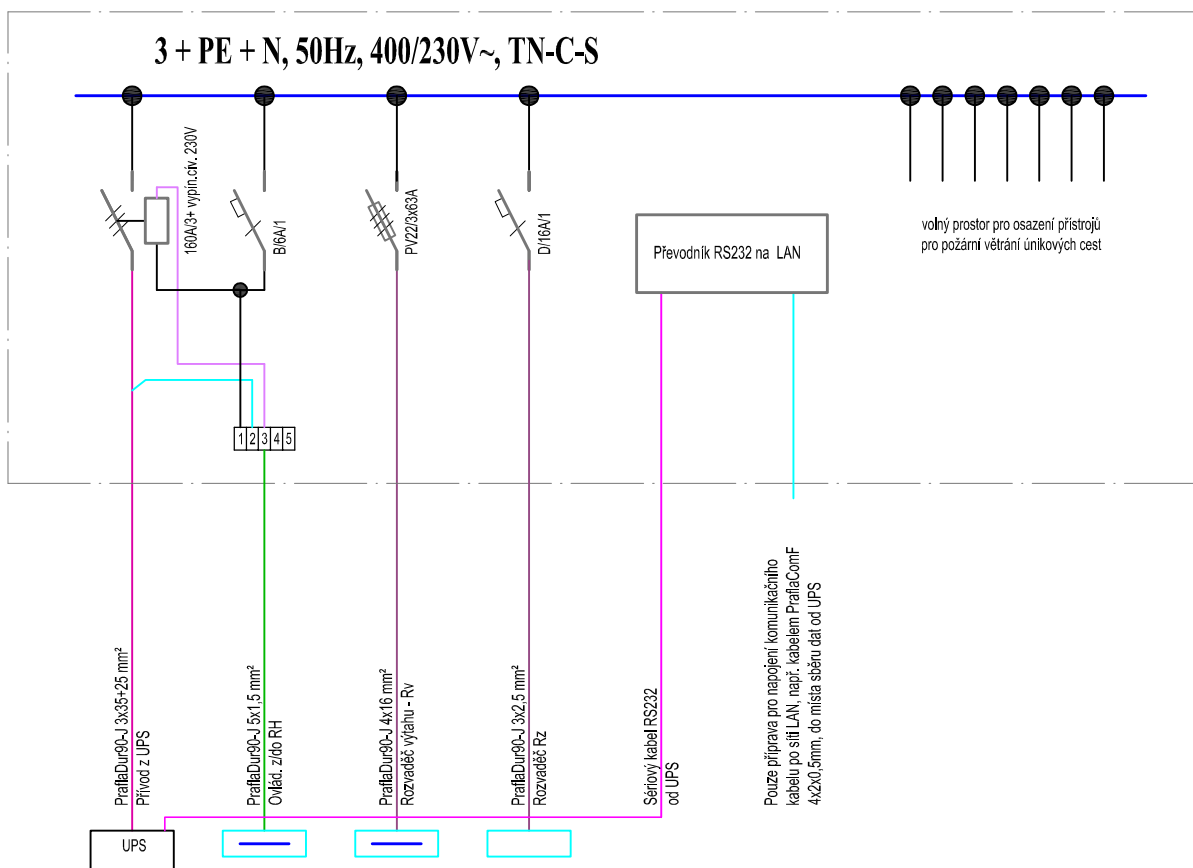 3 + PE + N, 50Hz, 400/230V~, TN-C-S
160A/3+ vypín.cív. 230V
B/6A/1
PV22/3x63A
D/16A/1
Převodník RS232 na LAN
volný prostor pro osazení přístrojů
pro požární větrání únikových cest
1 2 3 4 5
PraflaDur90-J 3x35+25 mm²
Přívod z UPS
PraflaDur90-J 5x1,5 mm²
Ovlád. z/do RH
PraflaDur90-J 4x16 mm²
Rozvaděč výtahu - Rv
PraflaDur90-J 3x2,5 mm²
Rozvaděč Rz
Sériový kabel RS232
od UPS
Pouze příprava pro napojení komunikačního
kabelu po síti LAN, např. kabelem PraflaComF
4x2x0,5mm, do místa sběru dat od UPS
UPS